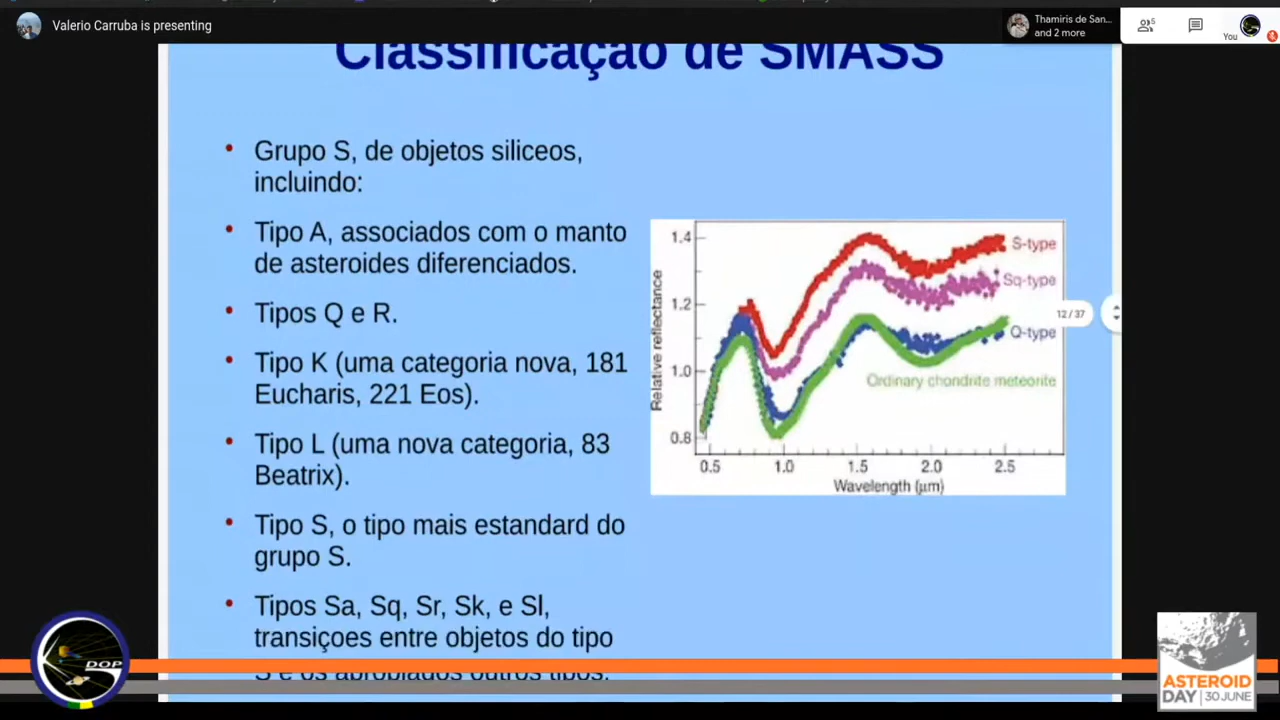 Valerio Carruba is presenting
Thamiris de San...
and 2 more
5
You
Classificação de SMASS
• Grupo S, de objetos siliceos,
incluindo:
• Tipo A, associados com o manto
de asteroides diferenciados.
• Tipos Q e R.
• Tipo K (uma categoria nova, 181
Eucharis, 221 Eos).
• Tipo L (uma nova categoria, 83
Beatrix).
• Tipo S, o tipo mais estandard do
grupo S.
• Tipos Sa, Sq, Sr, Sk, e Sl,
transiçoes entre objetos do tipo
S e os apropiados outros tipos.
Relative reflectance
1.4
1.2
1.0
0.8
S-type
Sq-type
Q-type
Ordinary chondrite meteorite
0.5 1.0 1.5 2.0 2.5
Wavelength (μm)
12 / 37
DOP
ASTEROID
DAY | 30 JUNE